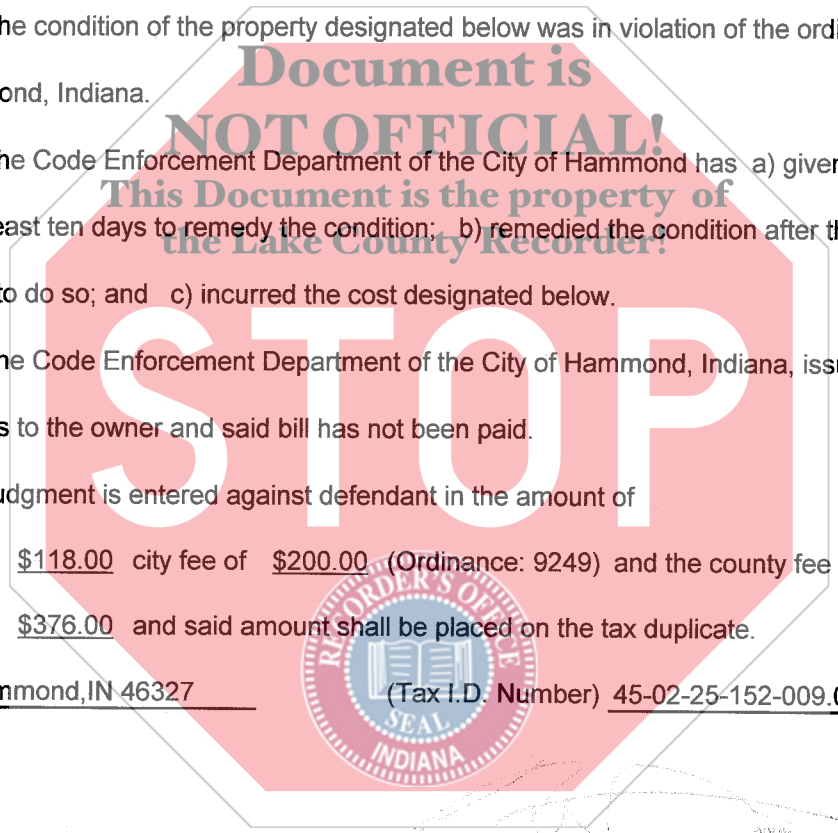 he condition of the property designated below was in violation of the ordi
Document is
ond, Indiana.
NOT OFFICIAL!
he Code Enforcement Department of the City of Hammond has a) given
This Document is the property of
east ten days to remedy the condition; b) remedied the condition after th
the Lake County Recorder!
to do so; and c) incurred the cost designated below.
STOP
he Code Enforcement Department of the City of Hammond, Indiana, issu
s to the owner and said bill has not been paid.
udgment is entered against defendant in the amount of
$118.00 city fee of $200.00 (Ordinance: 9249) and the county fee
$376.00 and said amount shall be placed on the tax duplicate.
RECORDER'S OFFICE
mmond,IN 46327 (Tax I.D. Number) 45-02-25-152-009.0
SEAL
INDIANA